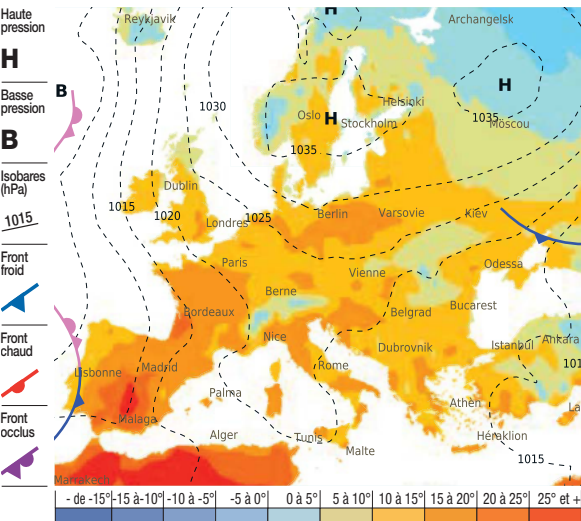 Haute
pression
H
Basse
pression
B
Isobares
(hPa)
1015
Front
froid
Front
chaud
Front
occlus
Reykjavik
H
Archangelsk
B
1030
Oslo
H
Stockholm
Helsinki
H
1035
Moscou
1035
Dublin
1015
1020
Londres
1025
Berlin
Varsovie
Kiev
Paris
Vienne
Odessa
Berne
Bordeaux
Belgrad
Bucarest
Nice
Dubrovnik
Istanbul
Ankara
Lisbonne
Madrid
Rome
101
Palma
Athèn
La
Malaga
Alger
Tunis
Malte
Héraklion
1015
Marrakech
- de -15°
-15 à-10°
-10 à -5°
-5 à 0°
0 à 5°
5 à 10°
10 à 15°
15 à 20°
20 à 25°
25° et +